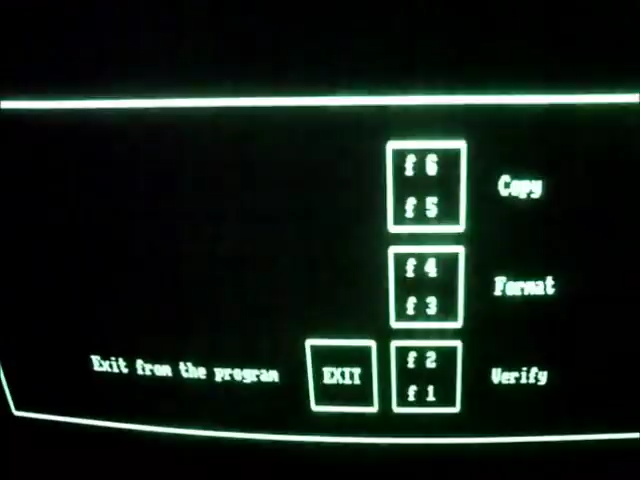 f 6
f 5
Copy
f 4
f 3
Format
Exit from the program
EXIT
f 2
f 1
Verify